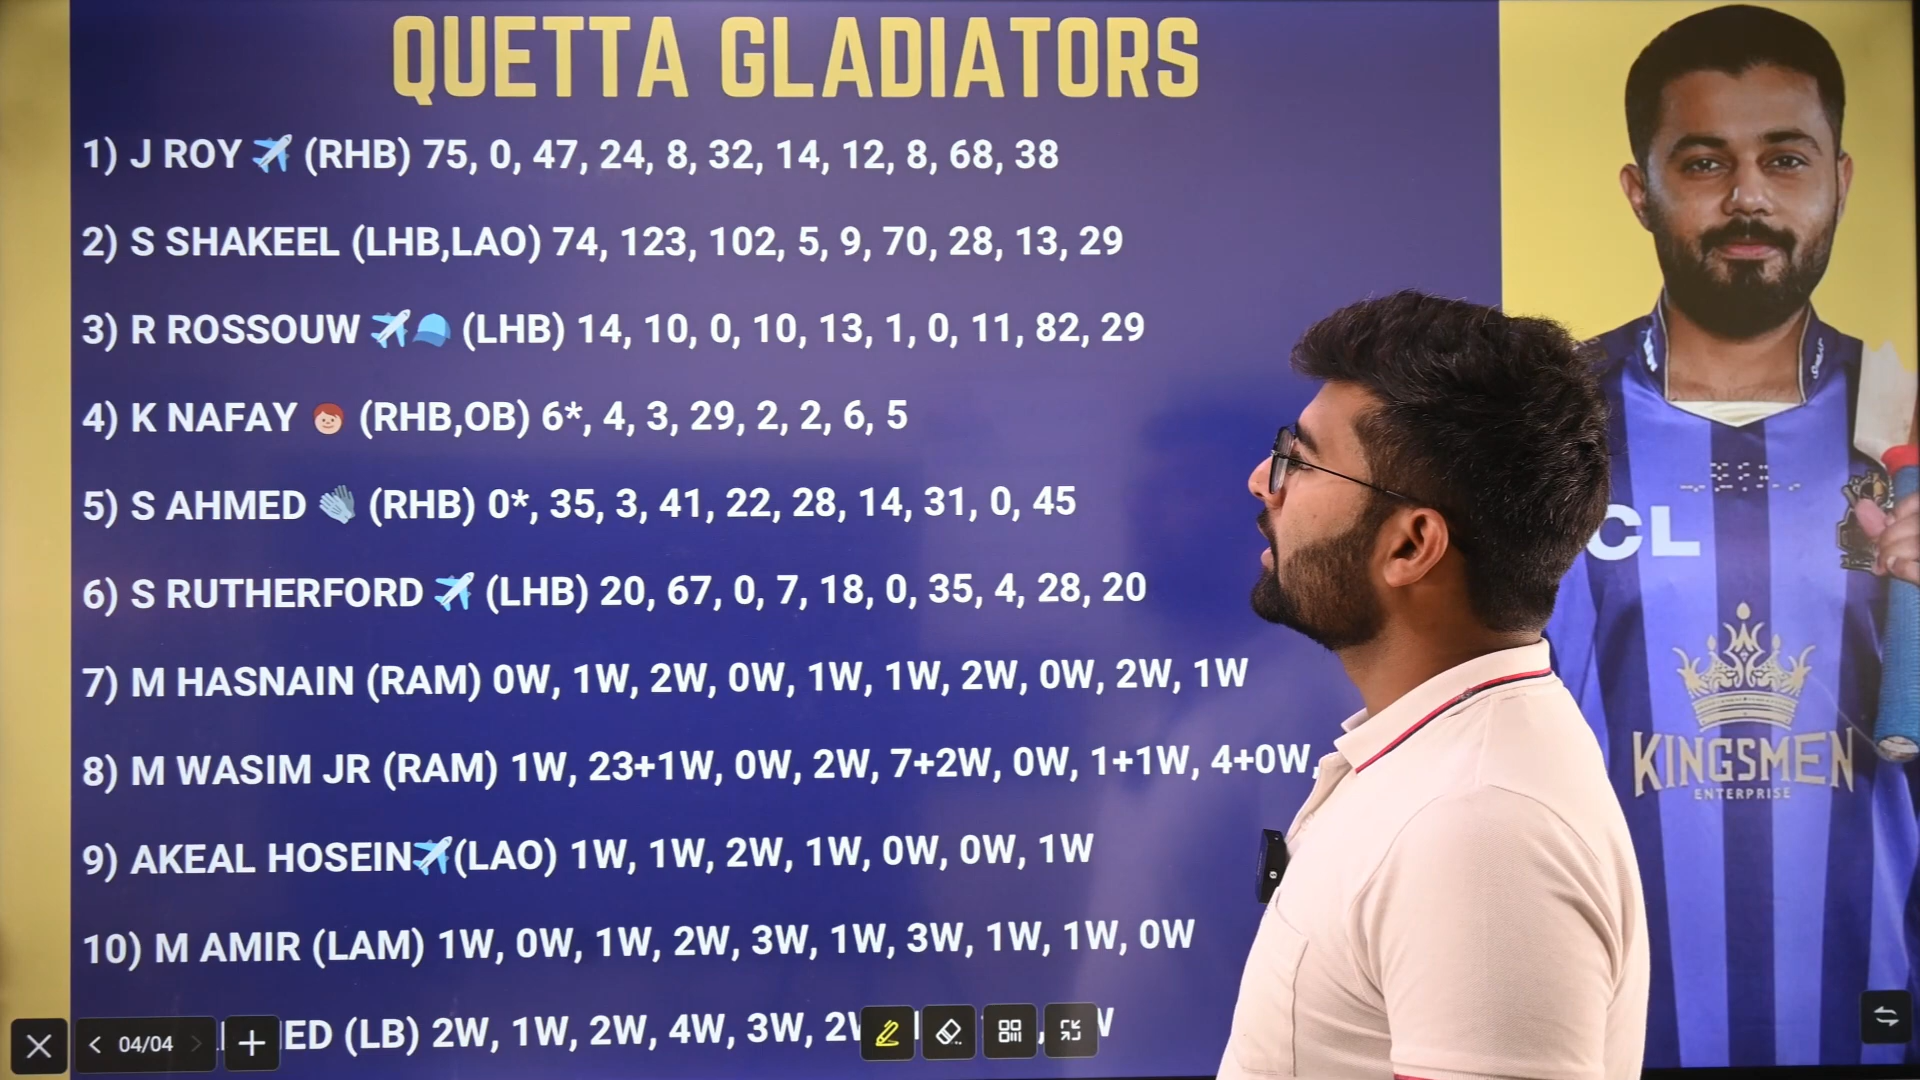 QUETTA GLADIATORS
1) J ROY ✈️ (RHB) 75, 0, 47, 24, 8, 32, 14, 12, 8, 68, 38
2) S SHAKEEL (LHB,LAO) 74, 123, 102, 5, 9, 70, 28, 13, 29
3) R ROSSOUW ✈️🧢 (LHB) 14, 10, 0, 10, 13, 1, 0, 11, 82, 29
4) K NAFAY 👦 (RHB,OB) 6*, 4, 3, 29, 2, 2, 6, 5
5) S AHMED 🧤 (RHB) 0*, 35, 3, 41, 22, 28, 14, 31, 0, 45
6) S RUTHERFORD ✈️ (LHB) 20, 67, 0, 7, 18, 0, 35, 4, 28, 20
7) M HASNAIN (RAM) 0W, 1W, 2W, 0W, 1W, 1W, 2W, 0W, 2W, 1W
8) M WASIM JR (RAM) 1W, 23+1W, 0W, 2W, 7+2W, 0W, 1+1W, 4+0W,
9) AKEAL HOSEIN✈️(LAO) 1W, 1W, 2W, 1W, 0W, 0W, 1W
10) M AMIR (LAM) 1W, 0W, 1W, 2W, 3W, 1W, 3W, 1W, 1W, 0W
ED (LB) 2W, 1W, 2W, 4W, 3W,
04/04
CL
KINGSMEN
ENTERPRISE